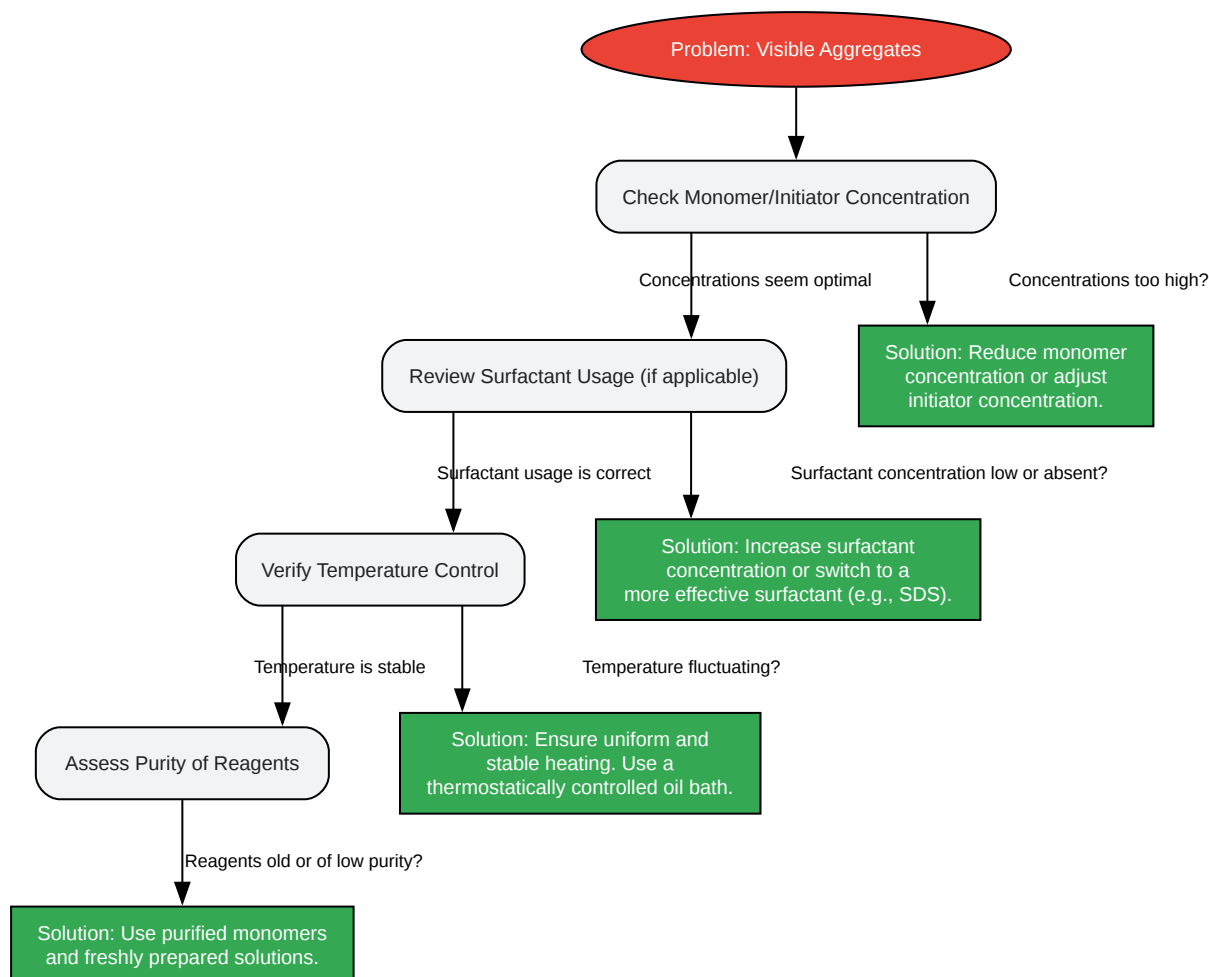 Problem: Visible Aggregates
Check Monomer/Initiator Concentration
Concentrations seem optimal
Concentrations too high?
Solution: Reduce monomer
concentration or adjust
initiator concentration.
Review Surfactant Usage (if applicable)
Surfactant usage is correct
Surfactant concentration low or absent?
Solution: Increase surfactant
concentration or switch to a
more effective surfactant (e.g., SDS).
Verify Temperature Control
Temperature is stable
Temperature fluctuating?
Solution: Ensure uniform and
stable heating. Use a
thermostatically controlled oil bath.
Assess Purity of Reagents
Reagents old or of low purity?
Solution: Use purified monomers
and freshly prepared solutions.